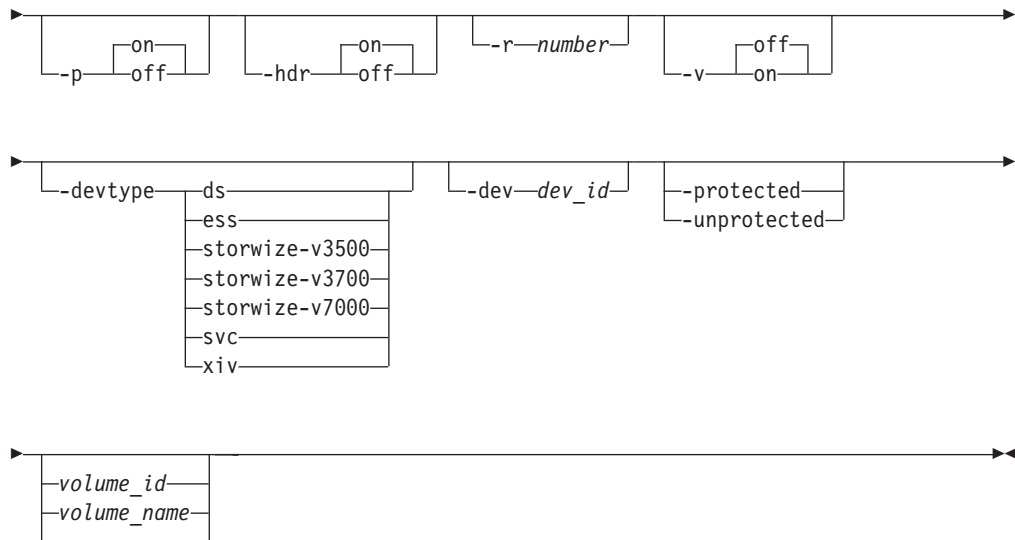 on on off
-p off -hdr off -r number -v on
-devtype ds -dev dev_id -protected
ess -unprotected
storwize-v3500
storwize-v3700
storwize-v7000
svc
xiv
volume_id
volume_name